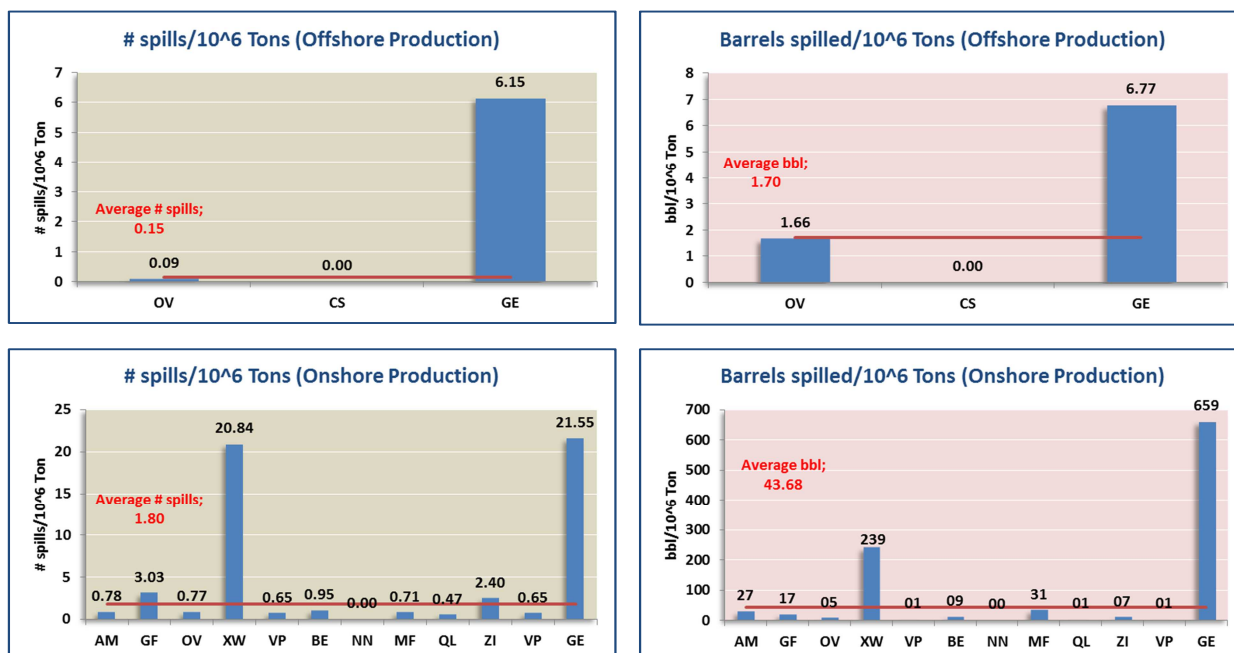 # spills/10^6 Tons (Offshore Production)
# spills/10^6 Ton
7
6
5
4
3
2
1
0
6.15
Average # spills;
0.15
0.09
0.00
OV CS GE
Barrels spilled/10^6 Tons (Offshore Production)
bbl/10^6 Ton
8
7
6
5
4
3
2
1
0
6.77
Average bbl;
1.70
1.66
0.00
OV CS GE
# spills/10^6 Tons (Onshore Production)
# spills/10^6 Ton
25
20
15
10
5
0
Average # spills;
1.80
0.78 3.03 0.77 20.84 0.65 0.95 0.00 0.71 0.47 2.40 0.65 21.55
AM GF OV XW VP BE NN MF QL ZI VP GE
Barrels spilled/10^6 Tons (Onshore Production)
bbl/10^6 Ton
700
600
500
400
300
200
100
0
Average bbl;
43.68
27 17 05 239 01 09 00 31 01 07 01 659
AM GF OV XW VP BE NN MF QL ZI VP GE